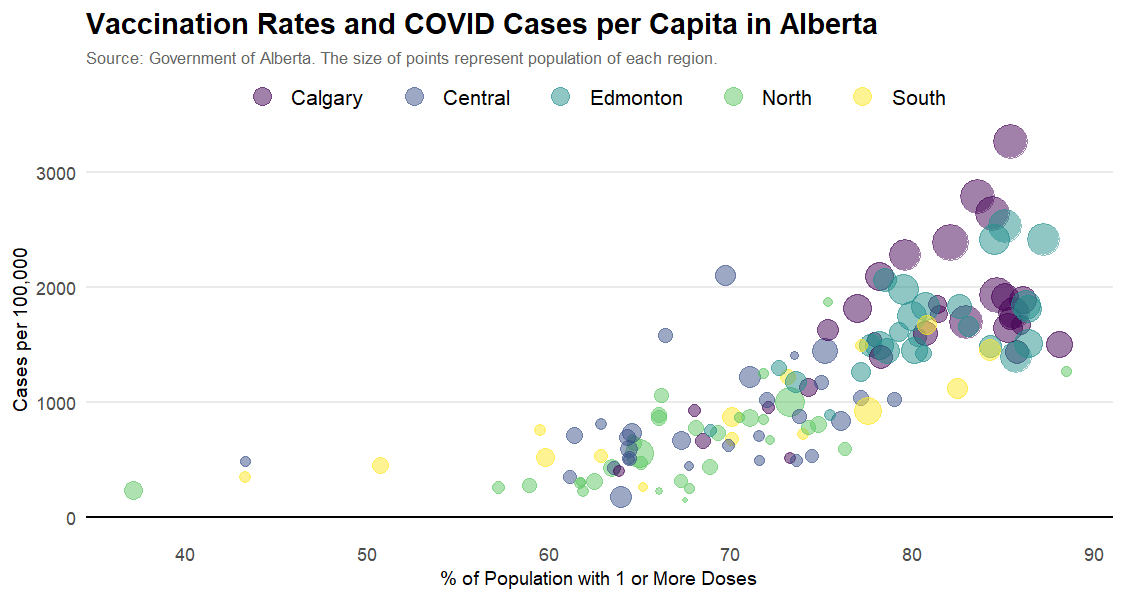 Vaccination Rates and COVID Cases per Capita in Alberta
Source: Government of Alberta. The size of points represent population of each region.
Calgary Central Edmonton North South
3000
2000
1000
0
Cases per 100,000
40 50 60 70 80 90
% of Population with 1 or More Doses